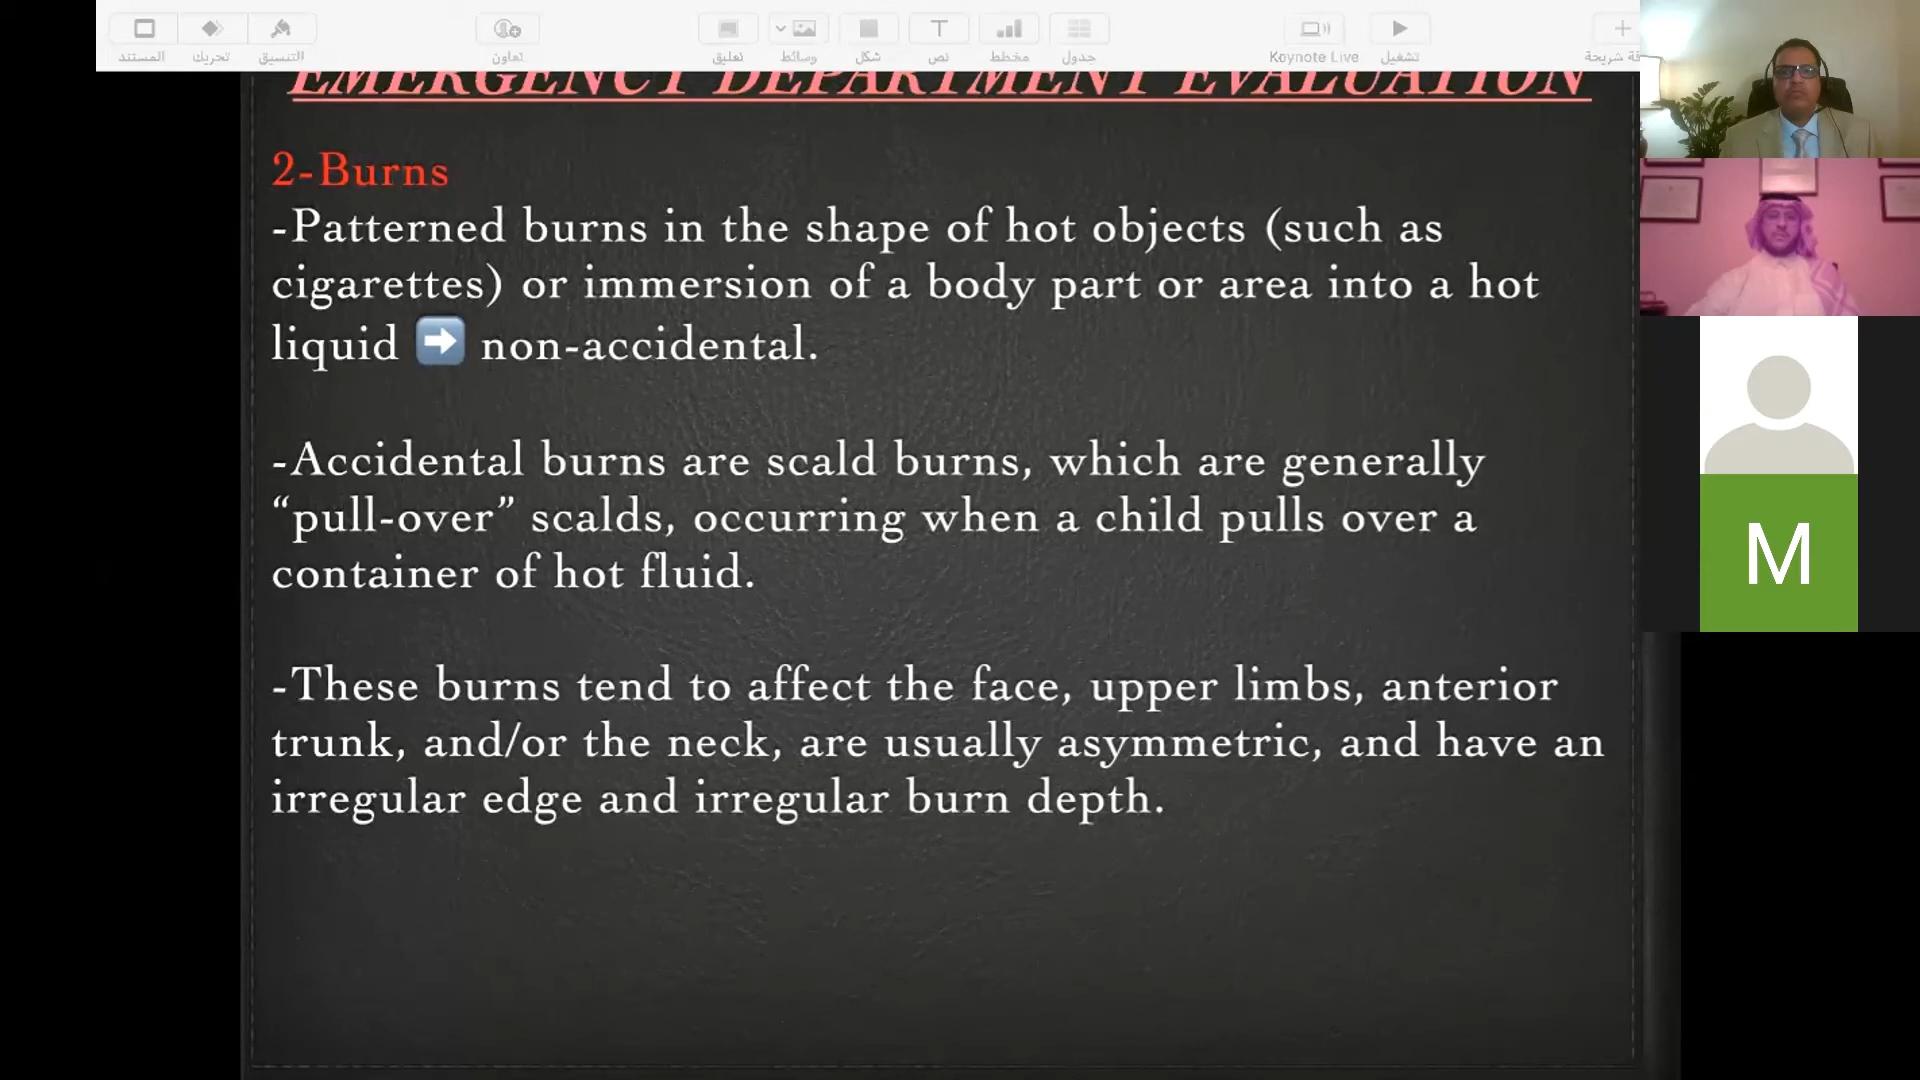 المستند
تحريك
التنسيق
تعاون
تعليق
وسائط
شكل
نص
مخطط
جدول
Keynote Live
تشغيل
شريحة
EMERGENCY DEPARTMENT EVALUATION
2-Burns
-Patterned burns in the shape of hot objects (such as
cigarettes) or immersion of a body part or area into a hot
liquid ➡️ non-accidental.
-Accidental burns are scald burns, which are generally
“pull-over” scalds, occurring when a child pulls over a
container of hot fluid.
-These burns tend to affect the face, upper limbs, anterior
trunk, and/or the neck, are usually asymmetric, and have an
irregular edge and irregular burn depth.
M